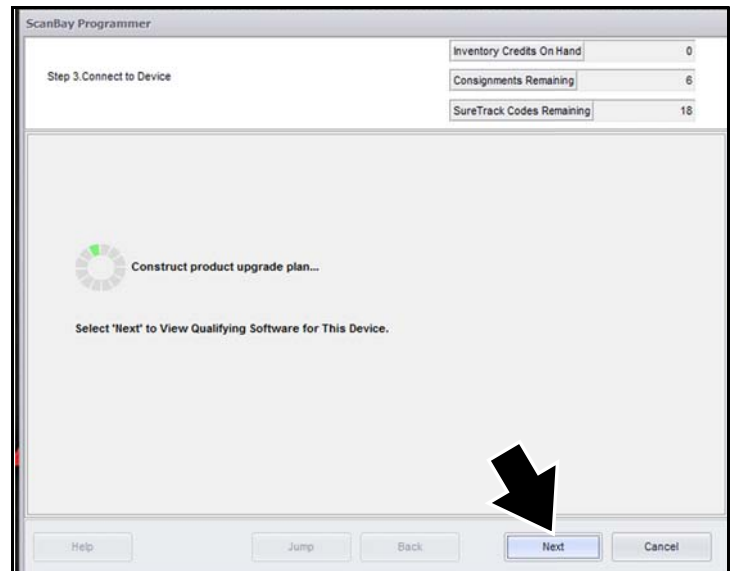 ScanBay Programmer
Step 3.Connect to Device
Inventory Credits On Hand 0
Consignments Remaining 6
SureTrack Codes Remaining 18
Construct product upgrade plan...
Select 'Next' to View Qualifying Software for This Device.
Help Jump Back Next Cancel